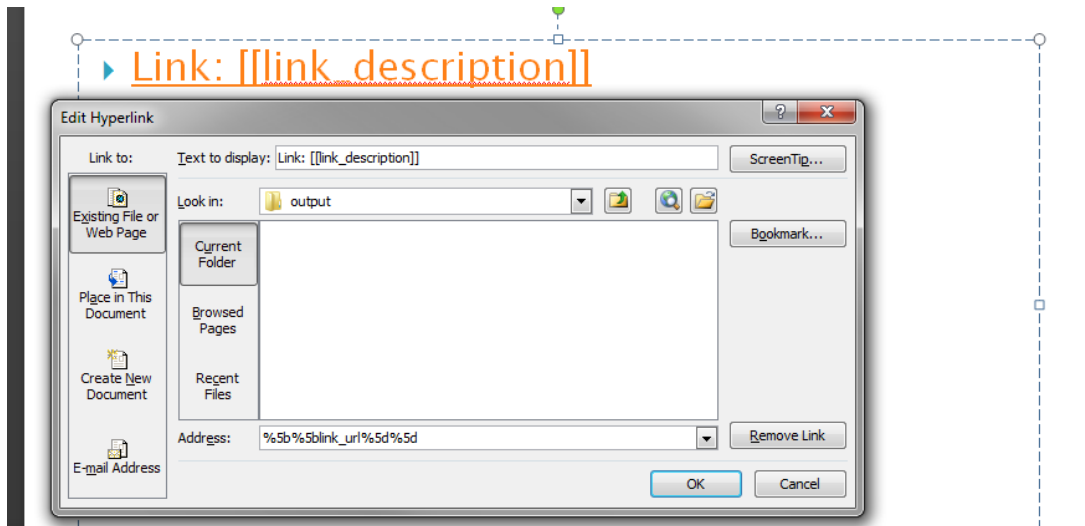 Link: [[link_description]]
Edit Hyperlink
Link to:
Text to display: Link: [[link_description]]
ScreenTip...
Existing File or
Web Page
Look in: output
Bookmark...
Current
Folder
Place in This
Document
Browsed
Pages
Create New
Document
Recent
Files
Address: %5b%5blink_url%5d%5d
Remove Link
E-mail Address
OK
Cancel